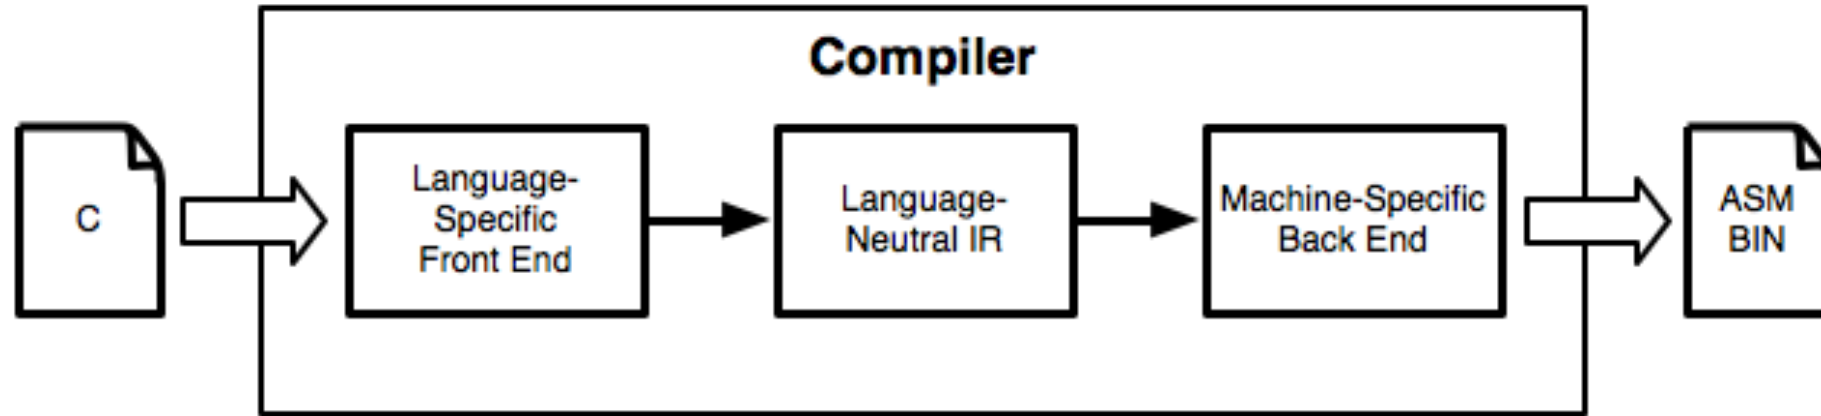 Compiler
C
Language-
Specific
Front End
Language-
Neutral IR
Machine-Specific
Back End
ASM
BIN